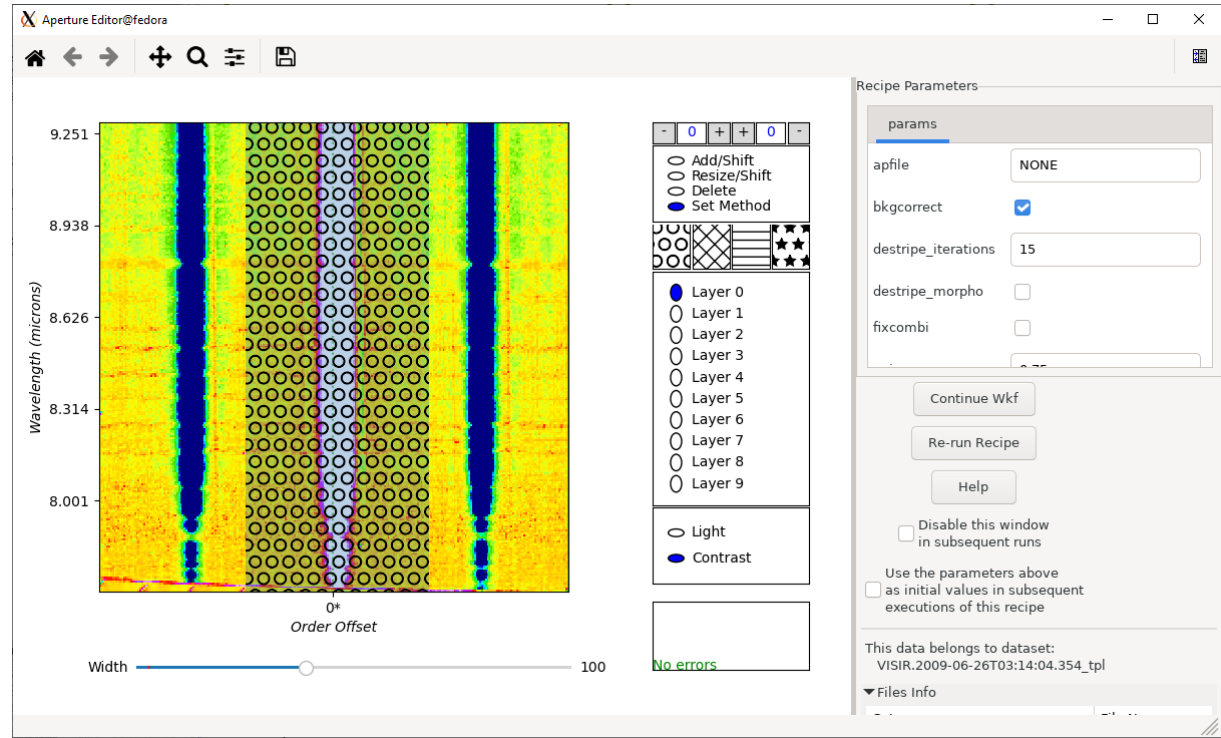 Aperture Editor@fedora
Recipe Parameters
params
apfile
NONE
bkgcorrect
destripe_iterations
15
destripe_morpho
fixcombi
Continue Wkf
Re-run Recipe
Help
Disable this window
in subsequent runs
Use the parameters above
as initial values in subsequent
executions of this recipe
This data belongs to dataset:
VISIR.2009-06-26T03:14:04.354_tpl
Files Info
9.251
8.938
8.626
8.314
8.001
Wavelength (microns)
0*
Order Offset
Width
100
- 0 + + 0 -
Add/Shift
Resize/Shift
Delete
Set Method
Layer 0
Layer 1
Layer 2
Layer 3
Layer 4
Layer 5
Layer 6
Layer 7
Layer 8
Layer 9
Light
Contrast
No errors